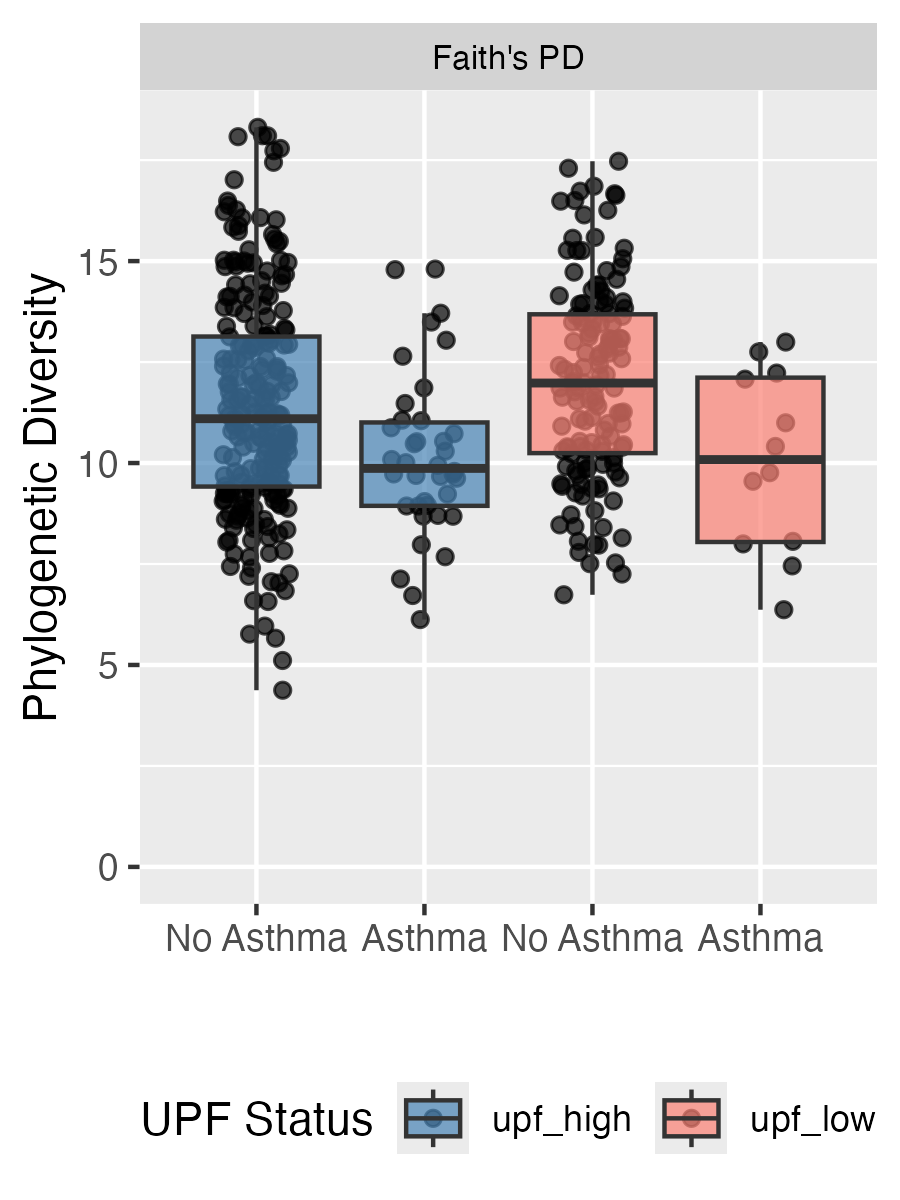 Faith's PD
Phylogenetic Diversity
15
10
5
0
No Asthma Asthma No Asthma Asthma
UPF Status upf_high upf_low